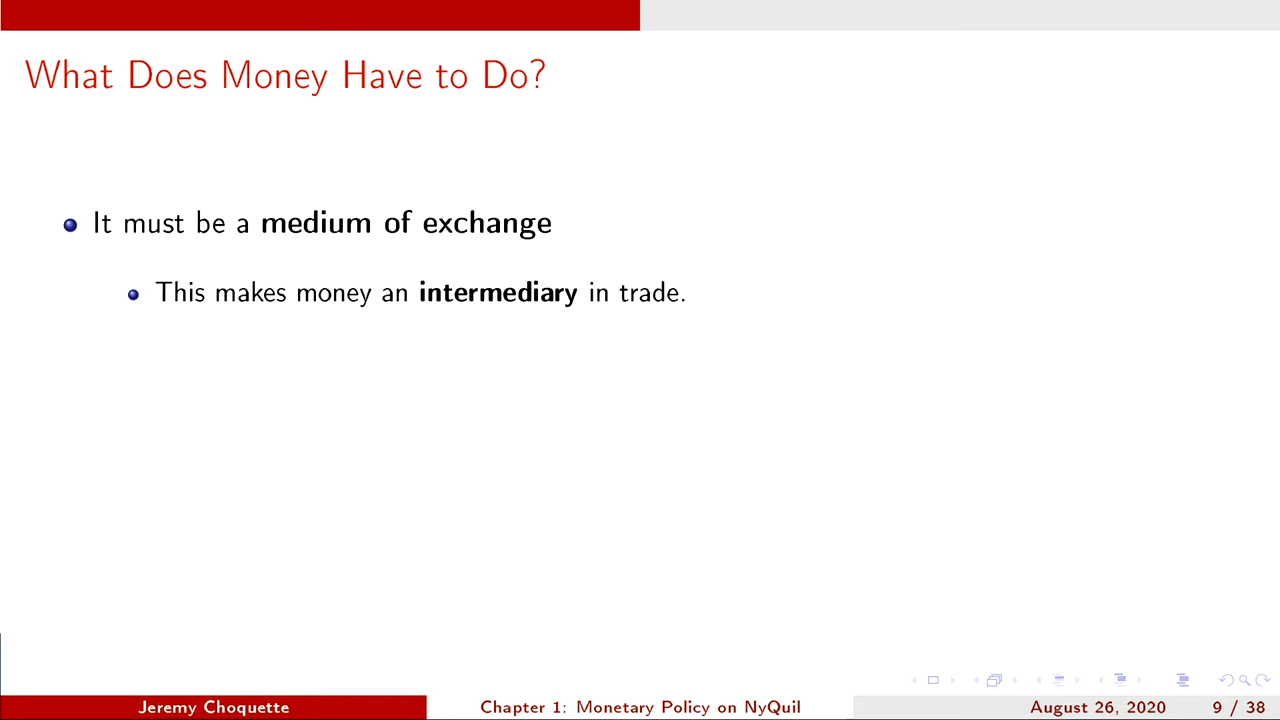 What Does Money Have to Do?
It must be a medium of exchange
This makes money an intermediary in trade.
Jeremy Choquette
Chapter 1: Monetary Policy on NyQuil
August 26, 2020
9 / 38